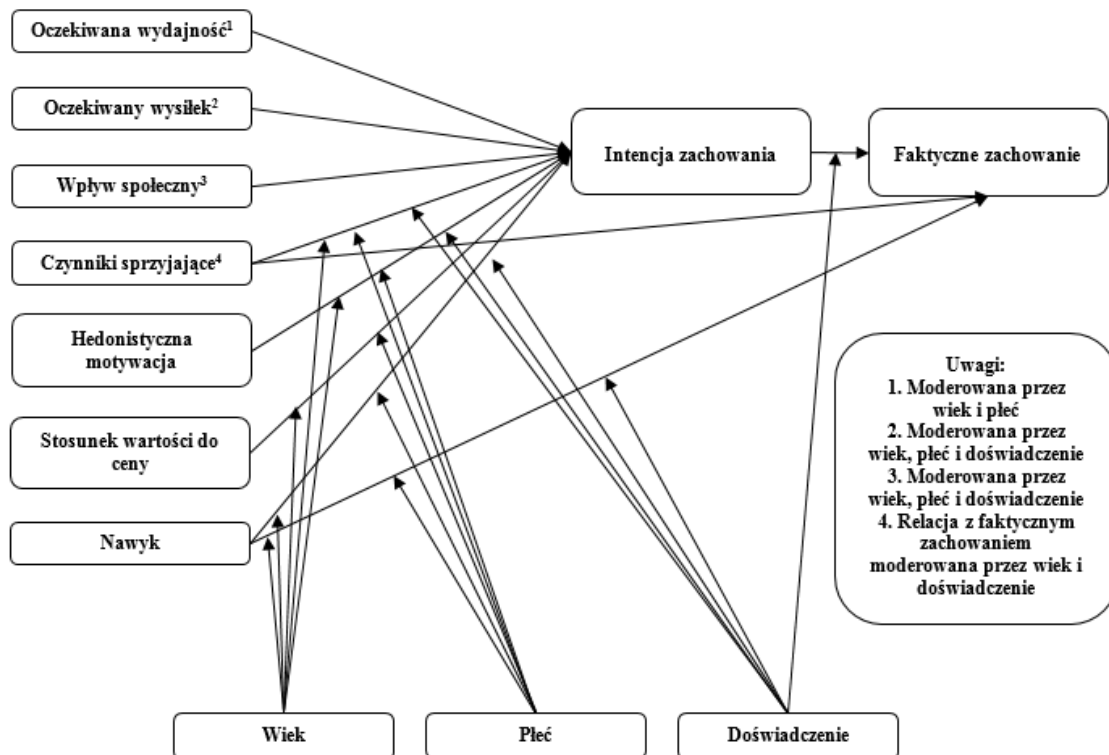 Oczekiwana wydajność¹
Oczekiwany wysiłek²
Wpływ społeczny³
Czynniki sprzyjające⁴
Hedonistyczna
motywacja
Stosunek wartości do
ceny
Nawyk
Intencja zachowania
Faktyczne zachowanie
Uwagi:
1. Moderowana przez
wiek i płeć
2. Moderowana przez
wiek, płeć i doświadczenie
3. Moderowana przez
wiek, płeć i doświadczenie
4. Relacja z faktycznym
zachowaniem
moderowana przez wiek i
doświadczenie
Wiek
Płeć
Doświadczenie